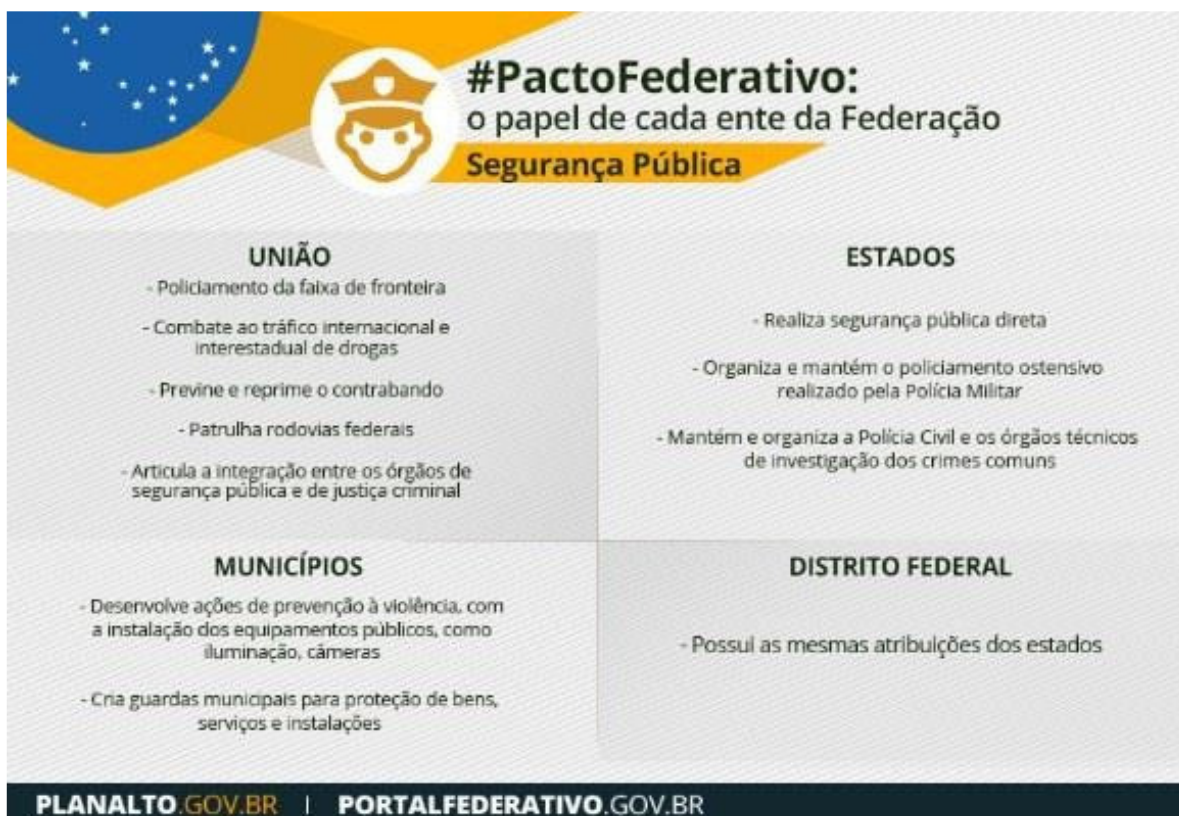 #PactoFederativo:
o papel de cada ente da Federação
Segurança Pública
UNIÃO
- Policiamento da faixa de fronteira
- Combate ao tráfico internacional e
interestadual de drogas
- Previne e reprime o contrabando
- Patrulha rodovias federais
- Articula a integração entre os órgãos de
segurança pública e de justiça criminal
ESTADOS
- Realiza segurança pública direta
- Organiza e mantém o policiamento ostensivo
realizado pela Polícia Militar
- Mantém e organiza a Polícia Civil e os órgãos técnicos
de investigação dos crimes comuns
MUNICÍPIOS
- Desenvolve ações de prevenção à violência, com
a instalação dos equipamentos públicos, como
iluminação, câmeras
- Cria guardas municipais para proteção de bens,
serviços e instalações
DISTRITO FEDERAL
- Possui as mesmas atribuições dos estados
PLANALTO.GOV.BR | PORTALFEDERATIVO.GOV.BR